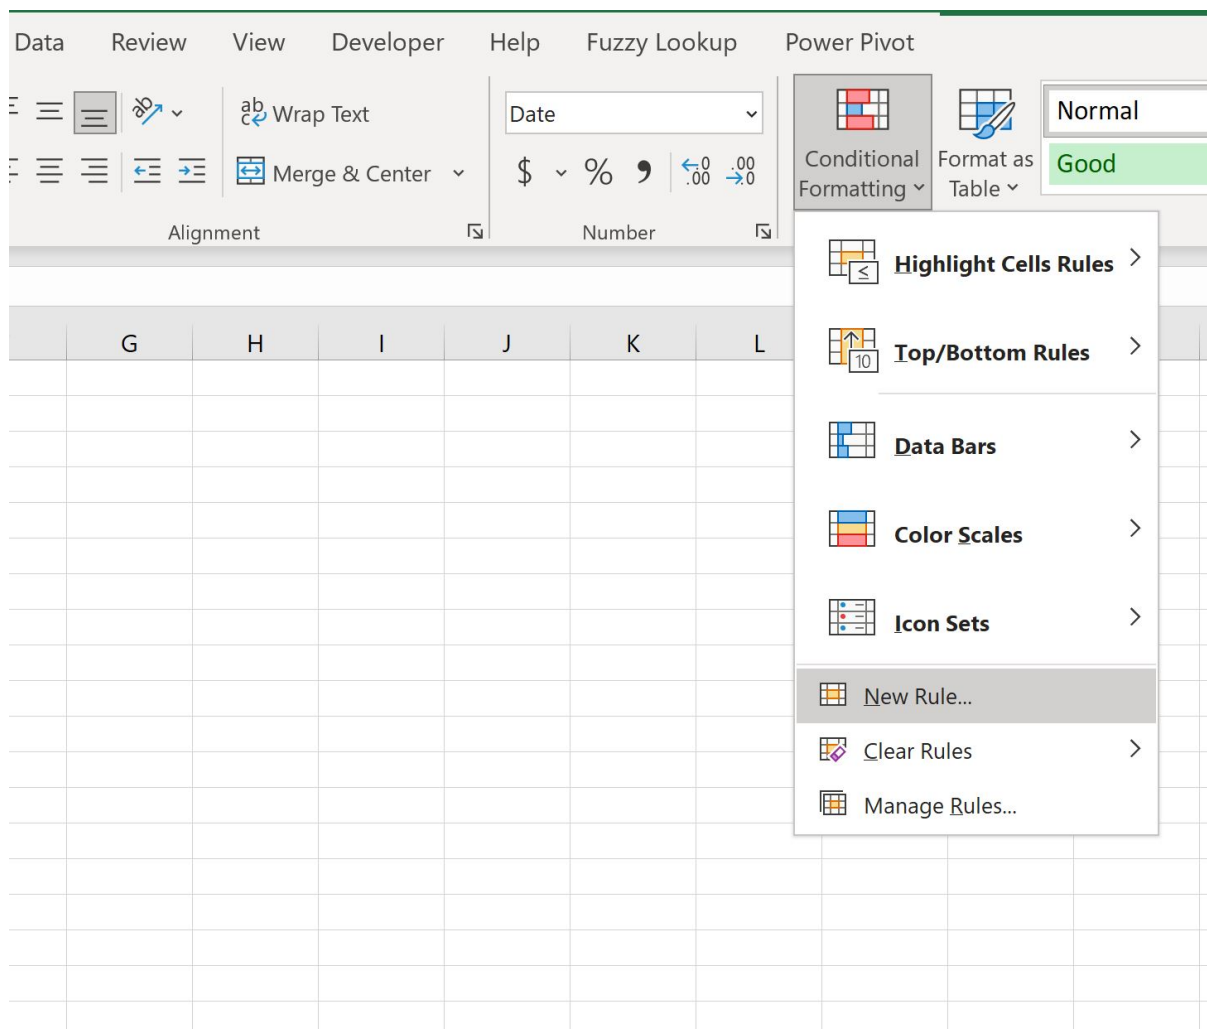 Data Review View Developer Help Fuzzy Lookup Power Pivot
ab Wrap Text
c
Date
Normal
Merge & Center
$ % 9 .0 .00
.00 .0
Conditional
Formatting
Format as
Table
Good
Alignment
Number
G H I J K L
≤
Highlight Cells Rules
10
Top/Bottom Rules
Data Bars
Color Scales
Icon Sets
New Rule...
Clear Rules
Manage Rules...